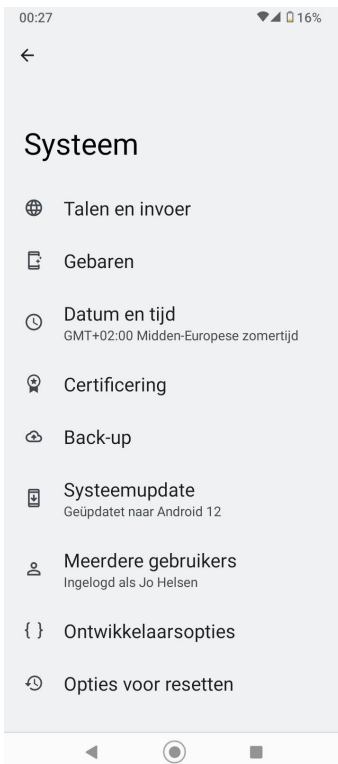 00:27
16%
Systeem
Talen en invoer
Gebaren
Datum en tijd
GMT+02:00 Midden-Europese zomertijd
Certificering
Back-up
Systeemupdate
Geüpdatet naar Android 12
Meerdere gebruikers
Ingelogd als Jo Helsen
{ } Ontwikkelaarsopties
Opties voor resetten